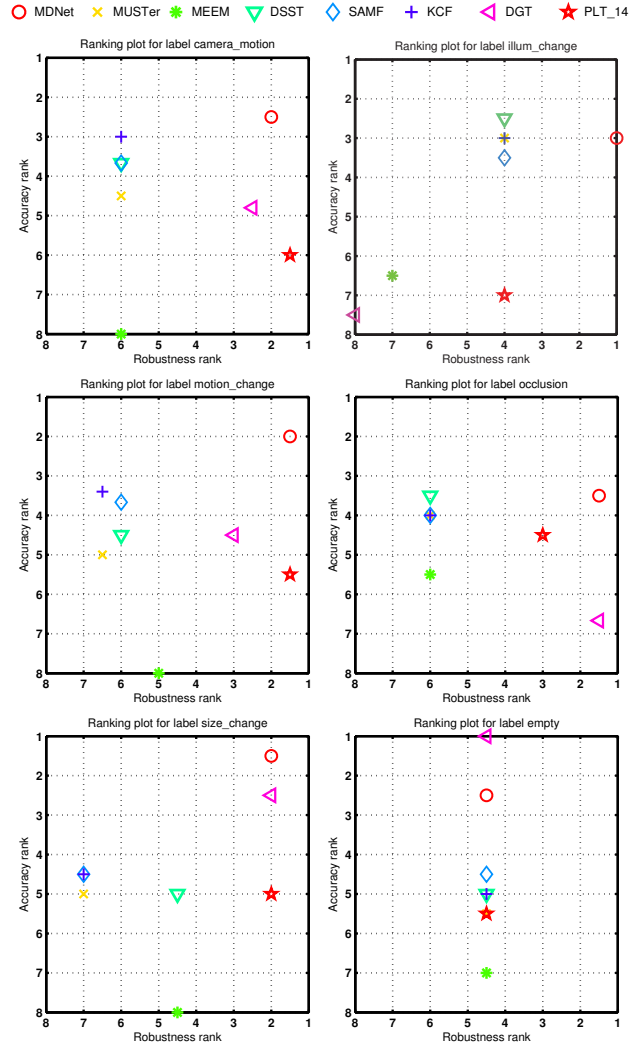 MDNet MUSTer MEEM DSST SAMF KCF DGT PLT_14
Ranking plot for label camera_motion
1
2
3
4
5
6
7
8
Accuracy rank
8 7 6 5 4 3 2 1
Robustness rank
Ranking plot for label illum_change
1
2
3
4
5
6
7
8
Accuracy rank
8 7 6 5 4 3 2 1
Robustness rank
Ranking plot for label motion_change
1
2
3
4
5
6
7
8
Accuracy rank
8 7 6 5 4 3 2 1
Robustness rank
Ranking plot for label occlusion
1
2
3
4
5
6
7
8
Accuracy rank
8 7 6 5 4 3 2 1
Robustness rank
Ranking plot for label size_change
1
2
3
4
5
6
7
8
Accuracy rank
8 7 6 5 4 3 2 1
Robustness rank
Ranking plot for label empty
1
2
3
4
5
6
7
8
Accuracy rank
8 7 6 5 4 3 2 1
Robustness rank